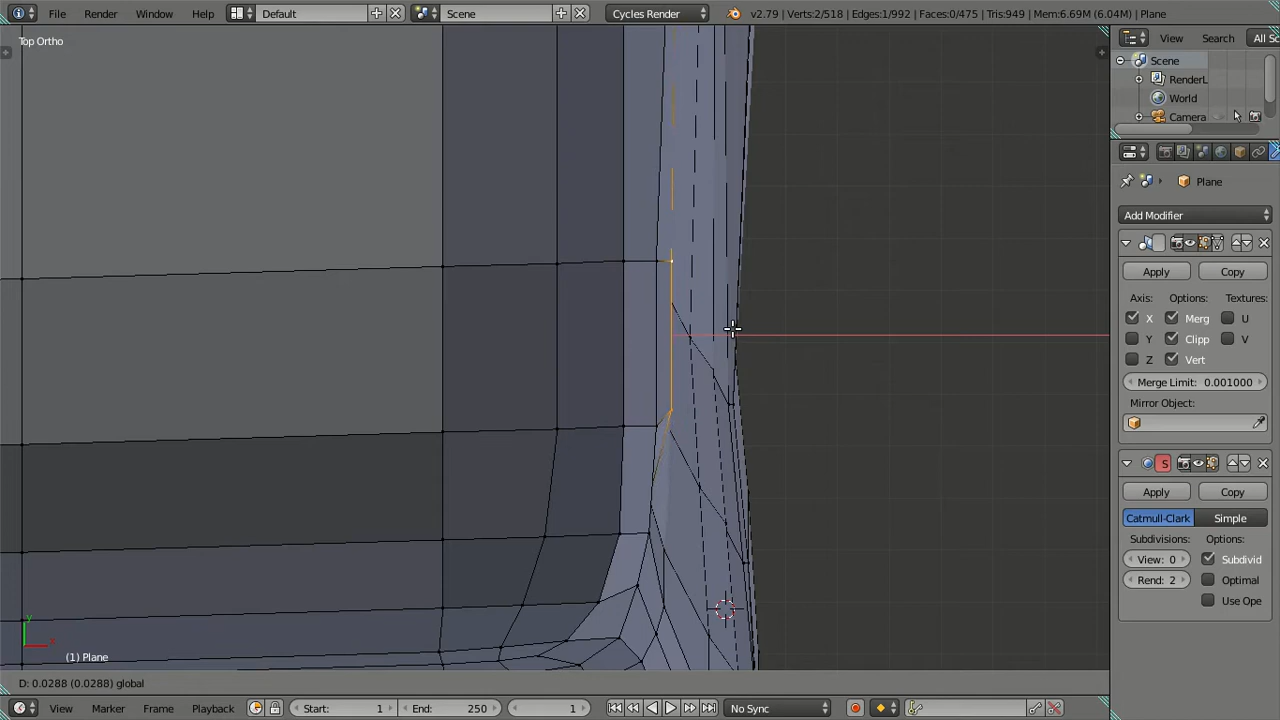 File Render Window Help Default Scene Cycles Render v2.79 | Verts:2/518 | Edges:1/992 | Faces:0/475 | Tris:949 | Mem:6.69M (6.04M) | Plane
Top Ortho
View Search All Sc
Scene
RenderL
World
Camera
Plane
Add Modifier
Apply Copy
Axis: Options: Textures:
X Merg U
Y Clipp V
Z Vert
Merge Limit: 0.001000
Mirror Object:
S
Apply Copy
Catmull-Clark Simple
Subdivisions: Options:
View: 0 Subdivid
Rend: 2 Optimal
Use Ope
y
x
(1) Plane
D: 0.0288 (0.0288) global
View Marker Frame Playback Start: 1 End: 250 1 No Sync